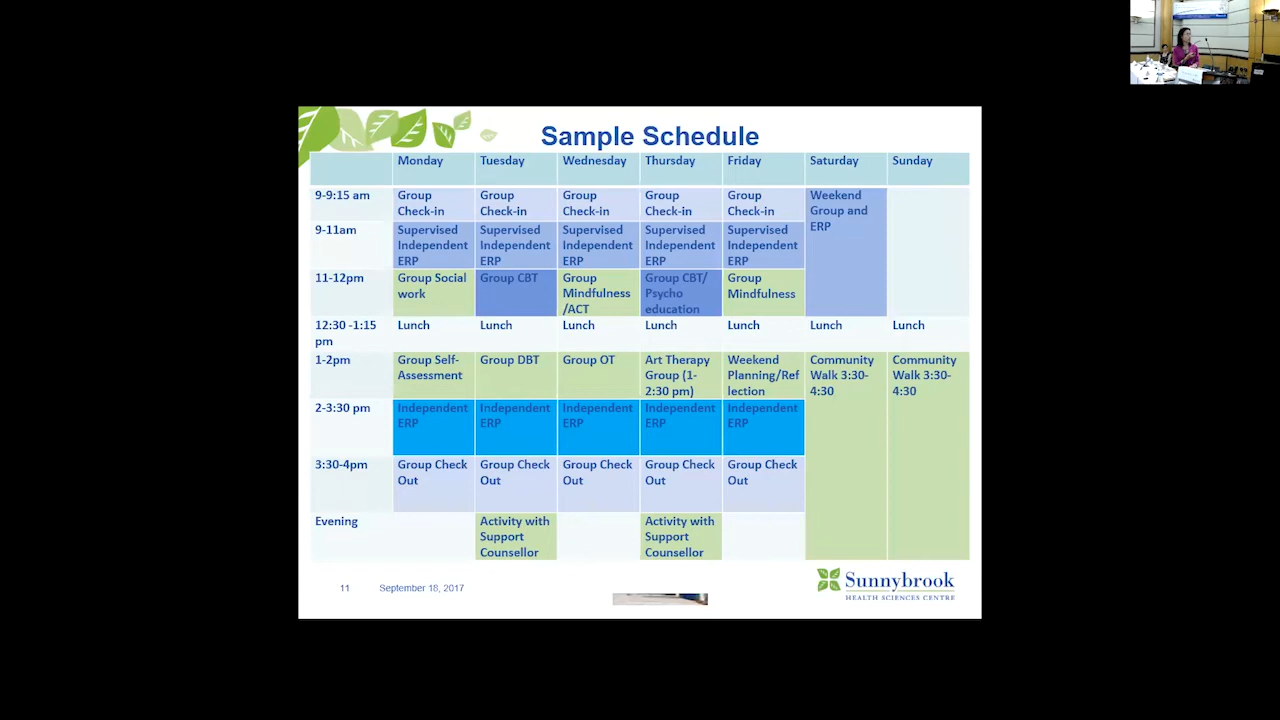 Sample Schedule
Monday Tuesday Wednesday Thursday Friday Saturday Sunday
9-9:15 am Group Check-in Group Check-in Group Check-in Group Check-in Group Check-in Weekend Group and ERP
9-11am Supervised Independent ERP Supervised Independent ERP Supervised Independent ERP Supervised Independent ERP Supervised Independent ERP
11-12pm Group Social work Group CBT Group Mindfulness /ACT Group CBT/ Psycho education Group Mindfulness
12:30 -1:15 pm Lunch Lunch Lunch Lunch Lunch Lunch Lunch
1-2pm Group Self-Assessment Group DBT Group OT Art Therapy Group (1-2:30 pm) Weekend Planning/Reflection Community Walk 3:30-4:30 Community Walk 3:30-4:30
2-3:30 pm Independent ERP Independent ERP Independent ERP Independent ERP Independent ERP
3:30-4pm Group Check Out Group Check Out Group Check Out Group Check Out Group Check Out
Evening Activity with Support Counsellor Activity with Support Counsellor
11 September 18, 2017
Sunnybrook
HEALTH SCIENCES CENTRE